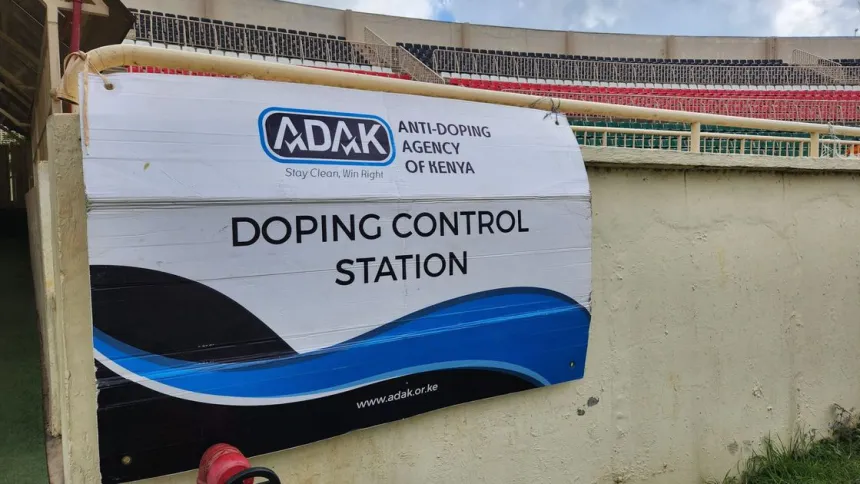 ADAK
Stay Clean, Win Right
ANTI-DOPING
AGENCY
OF KENYA
DOPING CONTROL
STATION
www.adak.or.ke